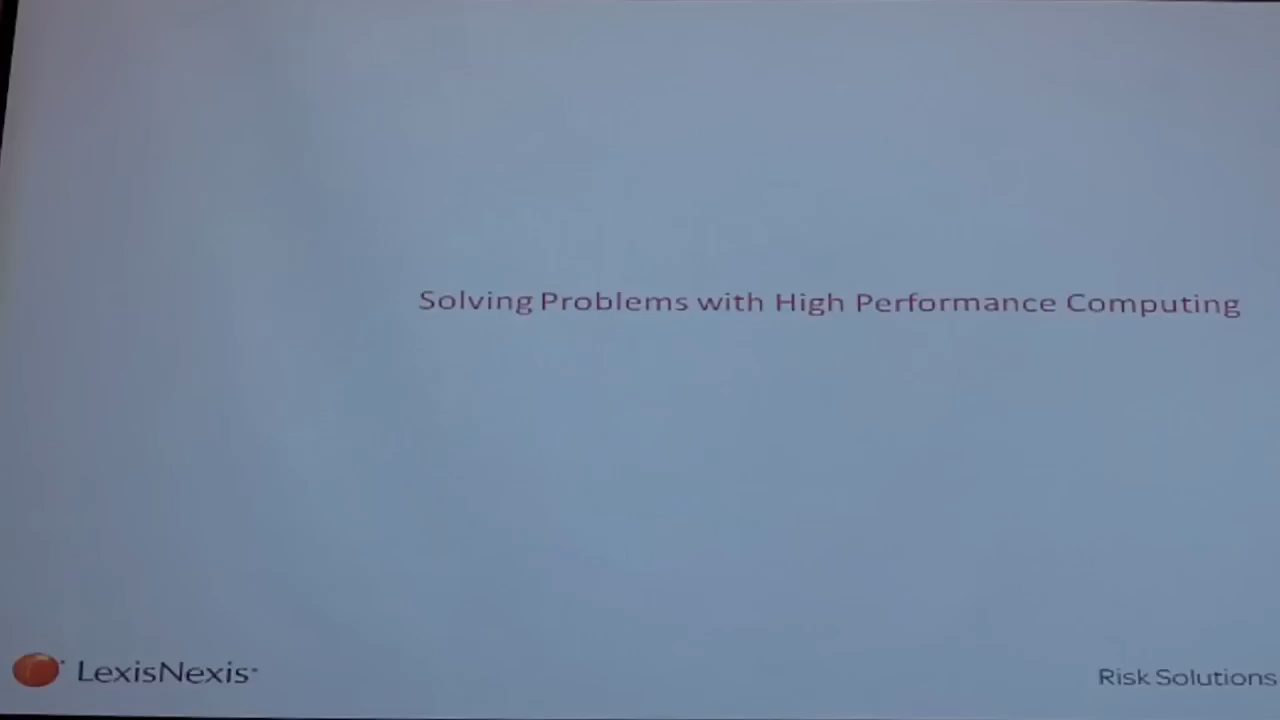 Solving Problems with High Performance Computing
LexisNexis
Risk Solutions